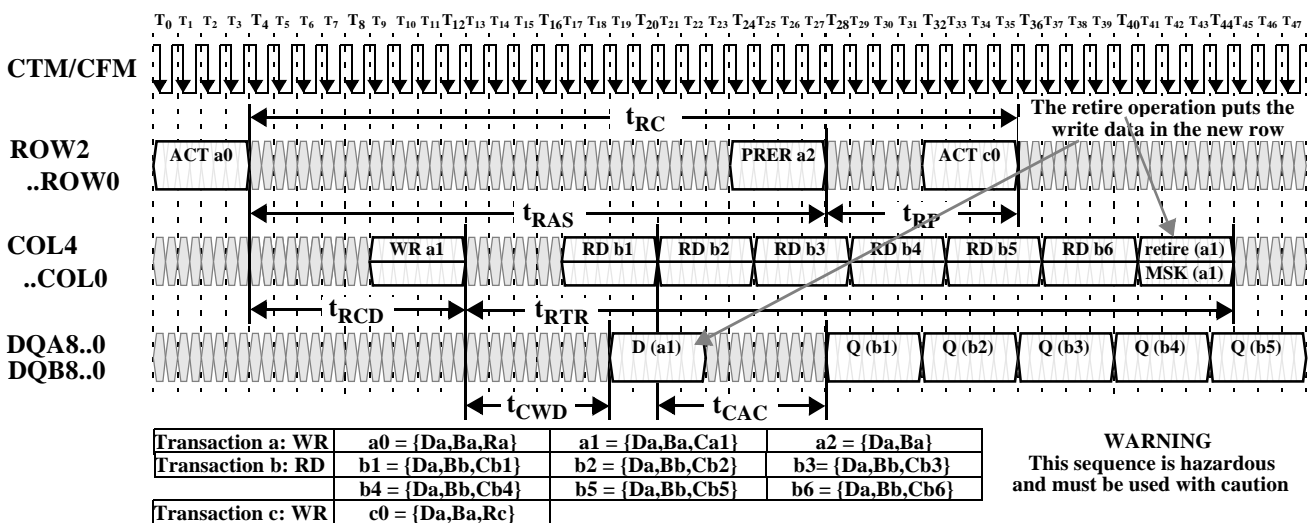 T0 T1 T2 T3 T4 T5 T6 T7 T8 T9 T10 T11 T12 T13 T14 T15 T16 T17 T18 T19 T20 T21 T22 T23 T24 T25 T26 T27 T28 T29 T30 T31 T32 T33 T34 T35 T36 T37 T38 T39 T40 T41 T42 T43 T44 T45 T46 T47
CTM/CFM
The retire operation puts the
write data in the new row
tRC
ROW2
..ROW0
ACT a0 PRER a2 ACT c0
tRAS tRP
COL4
..COL0
WR a1 RD b1 RD b2 RD b3 RD b4 RD b5 RD b6 retire (a1)
MSK (a1)
tRCD tRTR
DQA8..0
DQB8..0
D (a1) Q (b1) Q (b2) Q (b3) Q (b4) Q (b5)
tCWD tCAC
Transaction a: WR a0 = {Da,Ba,Ra} a1 = {Da,Ba,Ca1} a2 = {Da,Ba}
Transaction b: RD b1 = {Da,Bb,Cb1} b2 = {Da,Bb,Cb2} b3= {Da,Bb,Cb3}
b4 = {Da,Bb,Cb4} b5 = {Da,Bb,Cb5} b6 = {Da,Bb,Cb6}
Transaction c: WR c0 = {Da,Ba,Rc}
WARNING
This sequence is hazardous
and must be used with caution